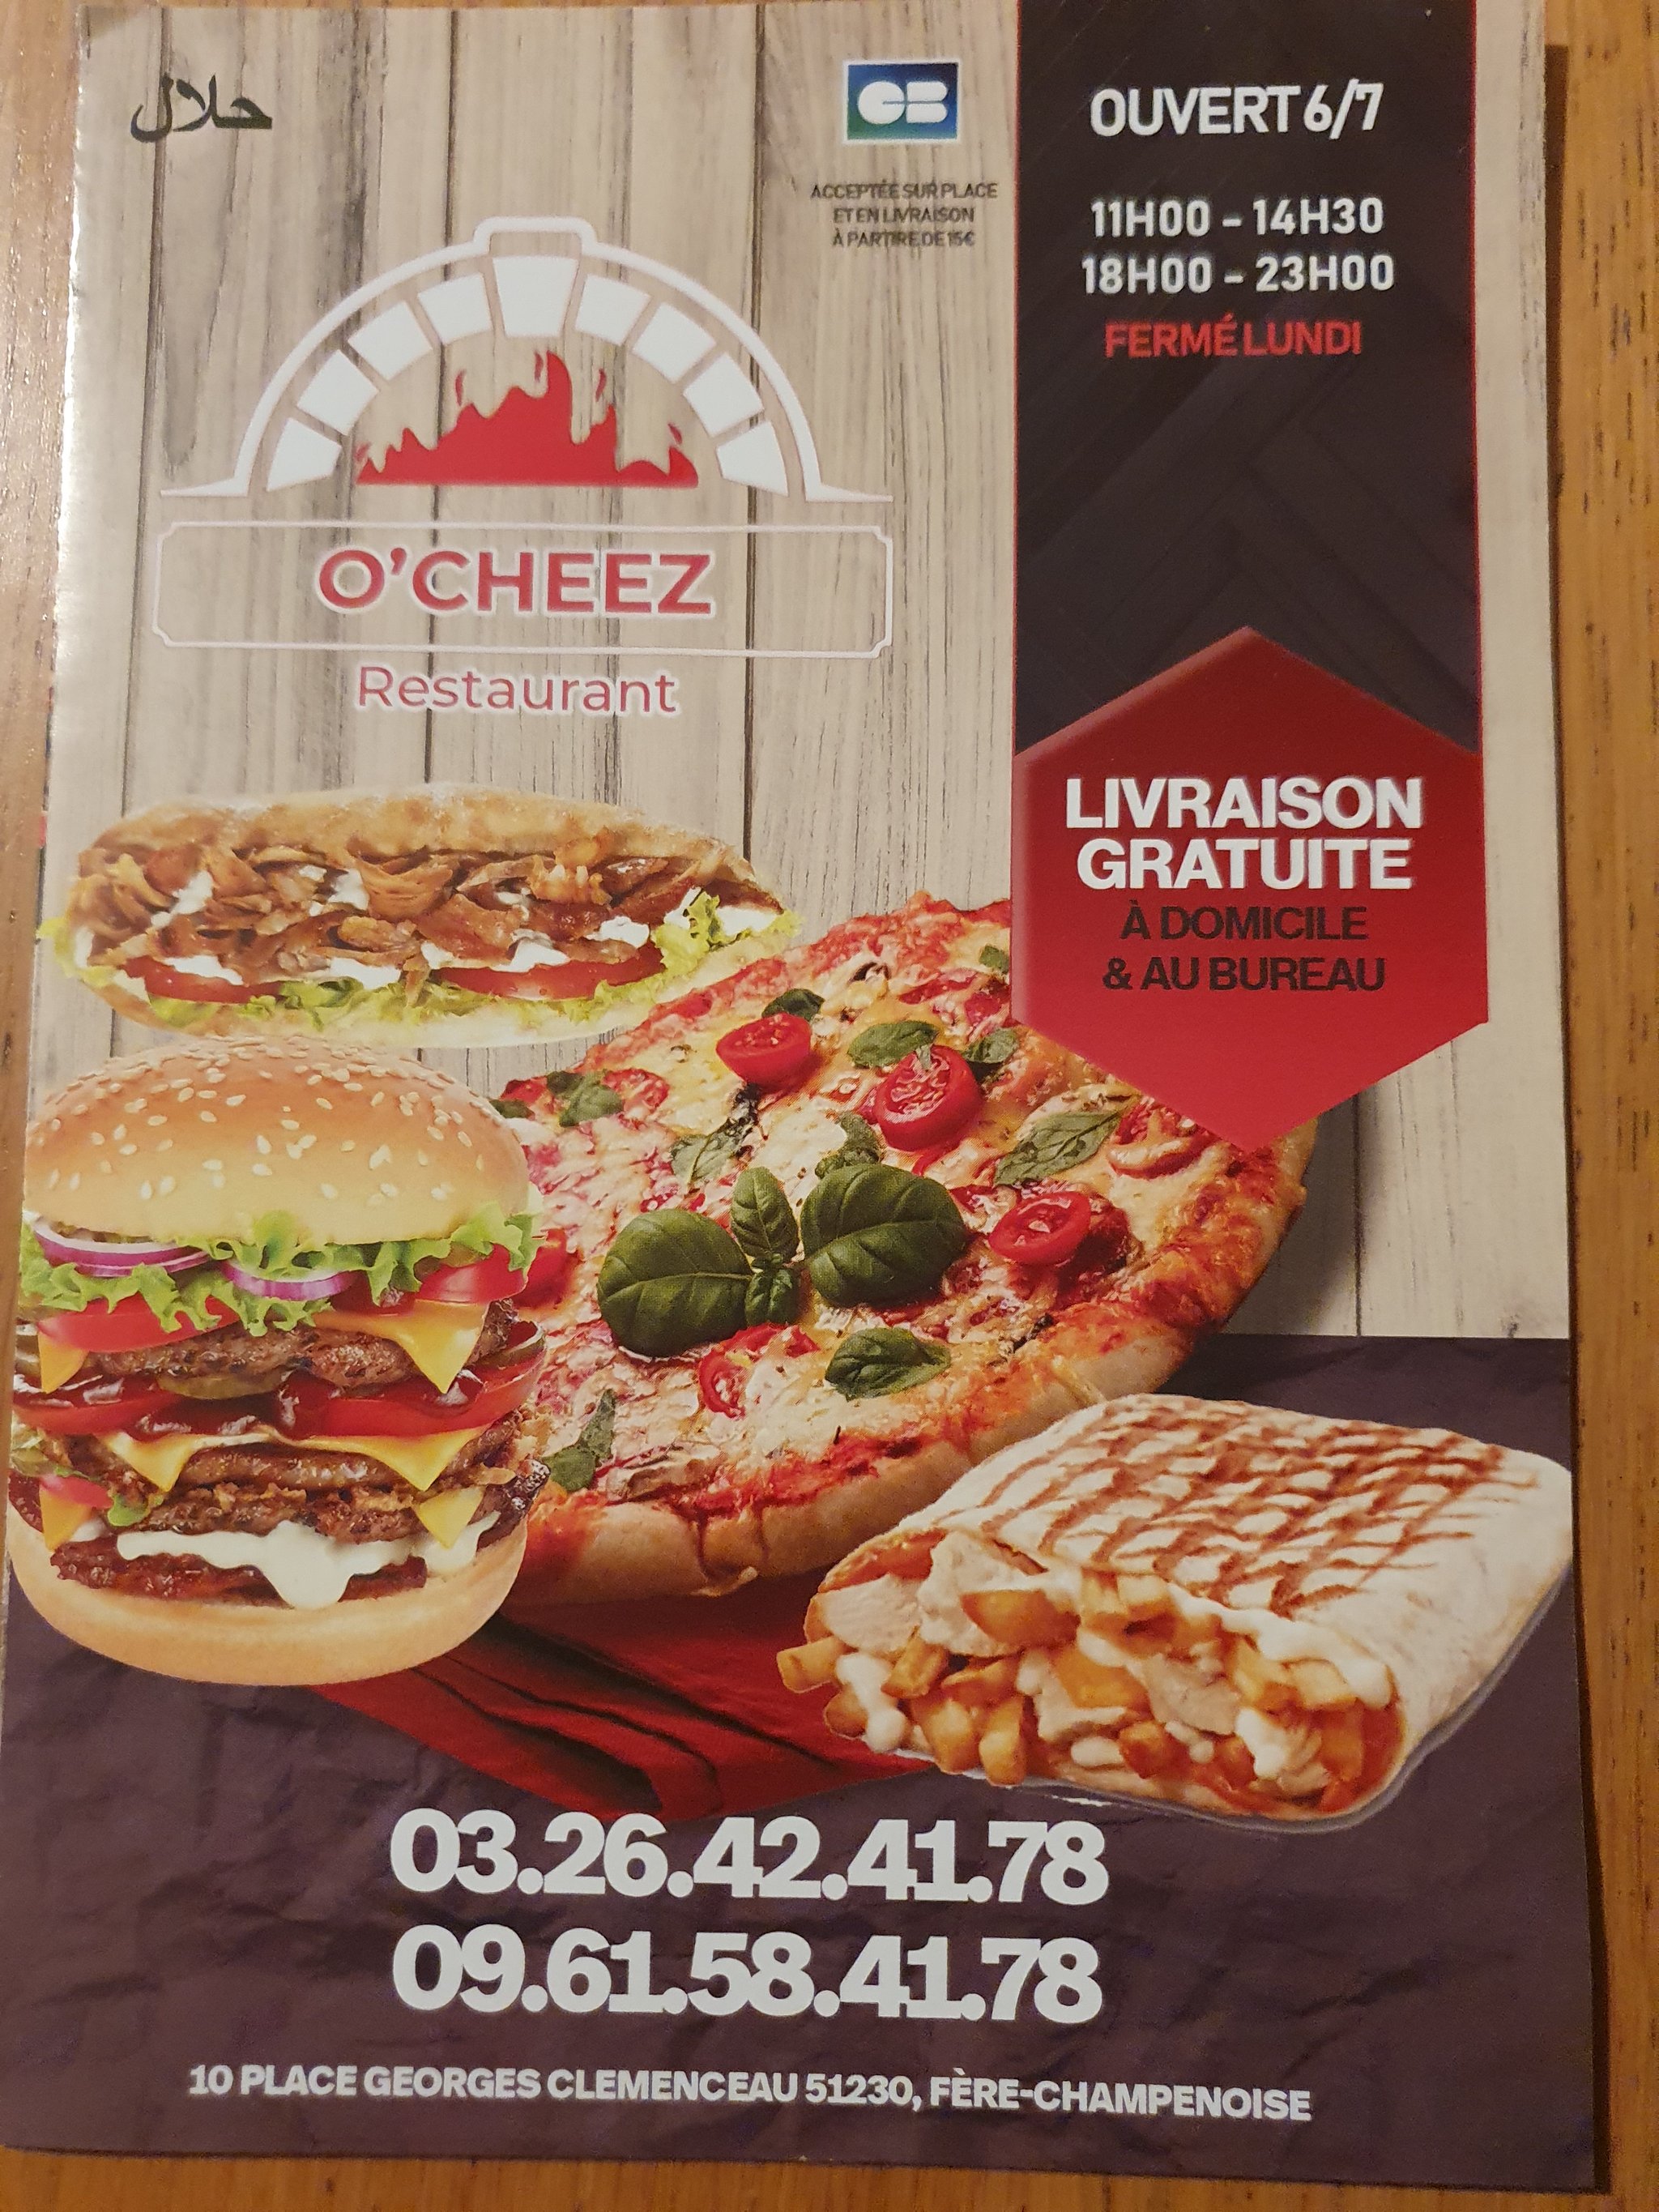 حلال
CB
ACCEPTÉE SUR PLACE
ET EN LIVRAISON
À PARTIRE DE 15€
OUVERT 6/7
11H00 - 14H30
18H00 - 23H00
FERMÉ LUNDI
O'CHEEZ
Restaurant
LIVRAISON
GRATUITE
À DOMICILE
& AU BUREAU
03.26.42.41.78
09.61.58.41.78
10 PLACE GEORGES CLEMENCEAU 51230, FÈRE-CHAMPENOISE